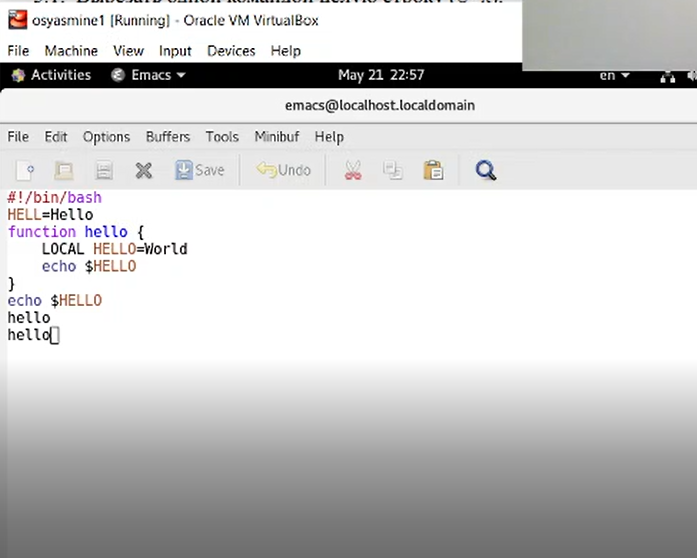 osyasmine1 [Running] - Oracle VM VirtualBox
File Machine View Input Devices Help
Activities Emacs May 21 22:57 en
emacs@localhost.localdomain
File Edit Options Buffers Tools Minibuf Help
Save Undo
#!/bin/bash
HELL=Hello
function hello {
LOCAL HELLO=World
echo $HELLO
}
echo $HELLO
hello
hello